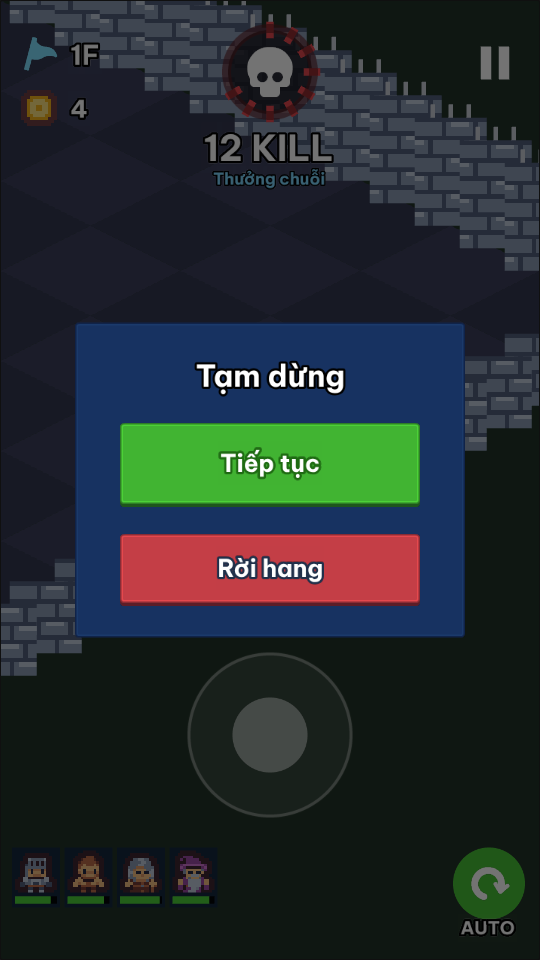 1F
4
12 KILL
Thưởng chuỗi
Tạm dừng
Tiếp tục
Rời hang
AUTO